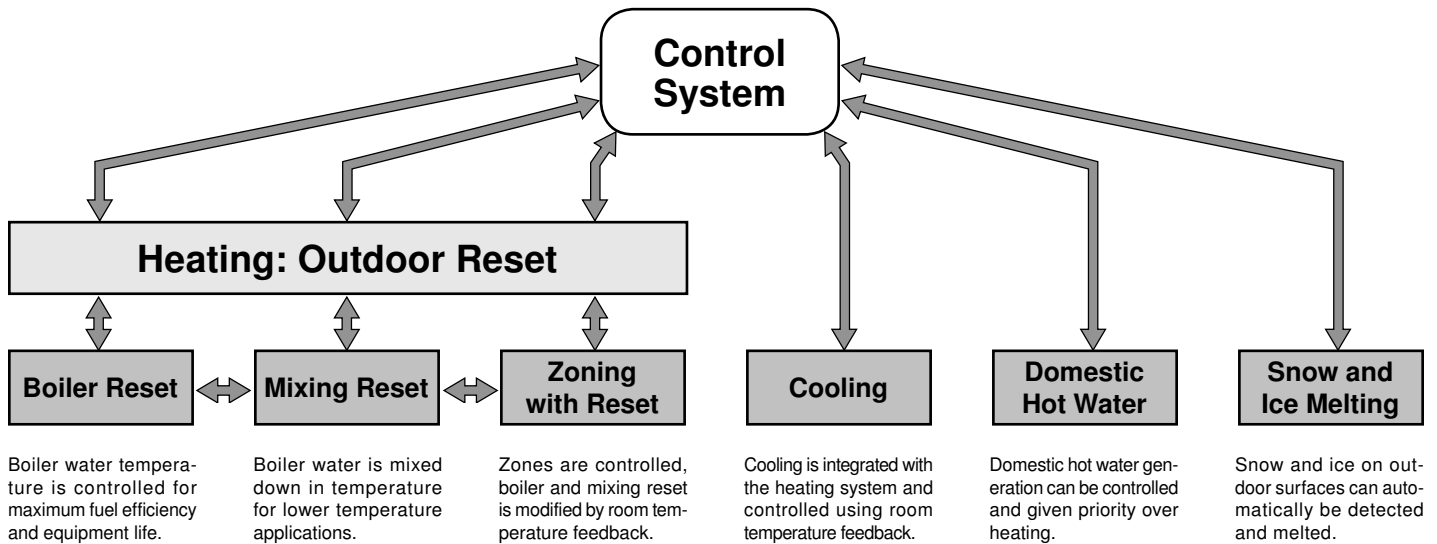 Control
System
Heating: Outdoor Reset
Boiler Reset
Mixing Reset
Zoning
with Reset
Cooling
Domestic
Hot Water
Snow and
Ice Melting
Boiler water tempera-
ture is controlled for
maximum fuel efficiency
and equipment life.
Boiler water is mixed
down in temperature
for lower temperature
applications.
Zones are controlled,
boiler and mixing reset
is modified by room tem-
perature feedback.
Cooling is integrated with
the heating system and
controlled using room
temperature feedback.
Domestic hot water gen-
eration can be controlled
and given priority over
heating.
Snow and ice on out-
door surfaces can auto-
matically be detected
and melted.